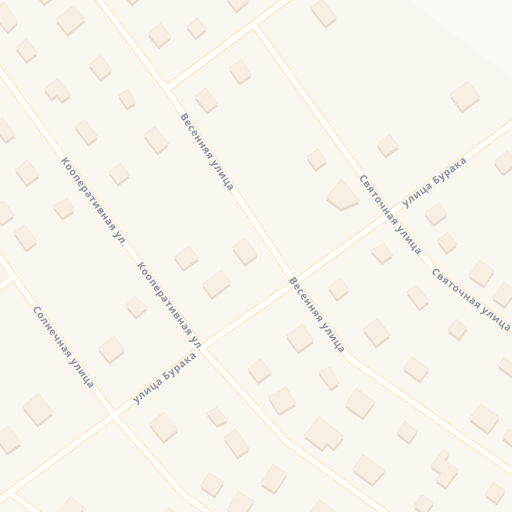 Весенняя улица
улица Бурака
Кооперативная ул.
Святочная улица
Кооперативная ул.
Святочная улица
Весенняя улица
Солнечная улица
улица Бурака